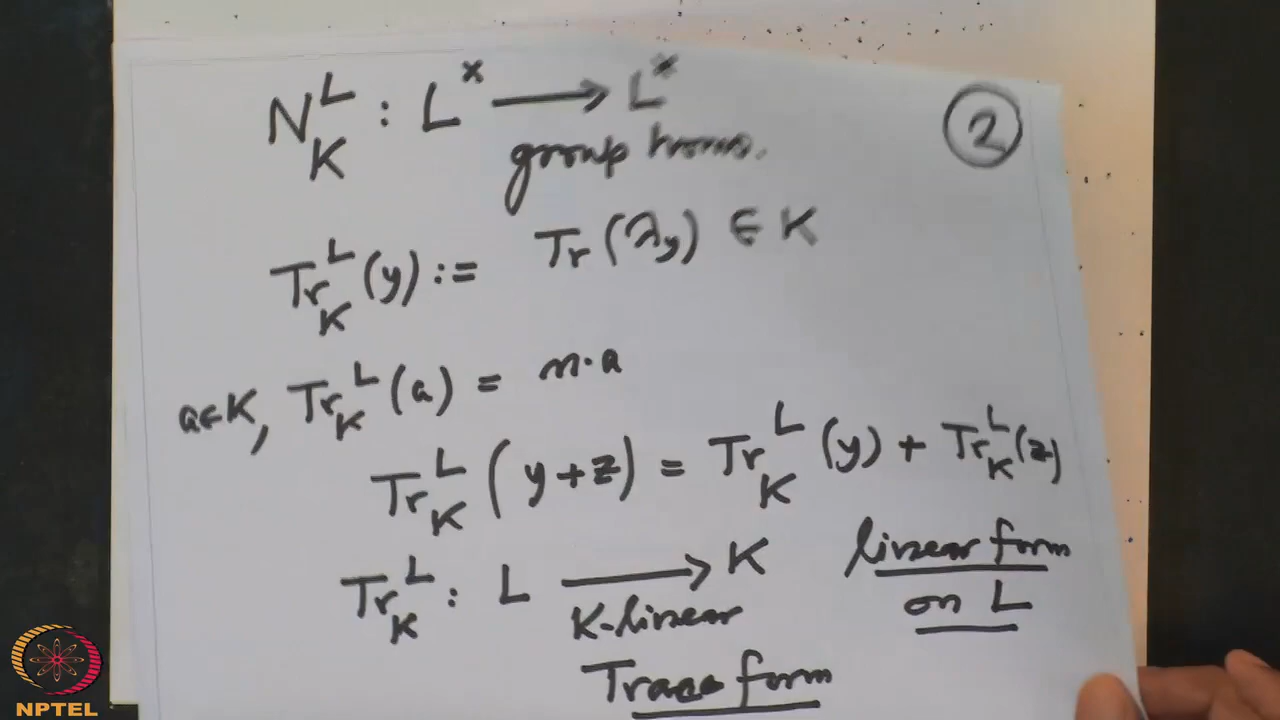 N^L_K : L^× ⟶ L^×
group homs.
②
Tr^L_K (y) := Tr(λ_y) ∈ K
a∈K, Tr^L_K (a) = n·a
Tr^L_K (y+z) = Tr^L_K (y) + Tr^L_K (z)
Tr^L_K : L ⟶ K linear form
K-linear on L
Trace form
NPTEL